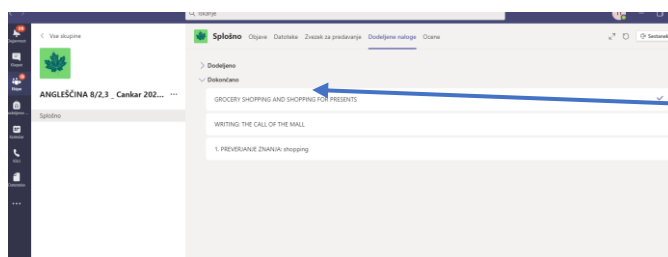 Iskanje
Vse skupine
ANGLEŠČINA 8/2,3 _ Cankar 202... ...
Splošno
Splošno Objave Datoteke Zvezek za predavanje Dodeljene naloge Ocene
Sestanek
Dodeljeno
Dokončano
GROCERY SHOPPING AND SHOPPING FOR PRESENTS
WRITING: THE CALL OF THE MALL
1. PREVERJANJE ZNANJA: shopping